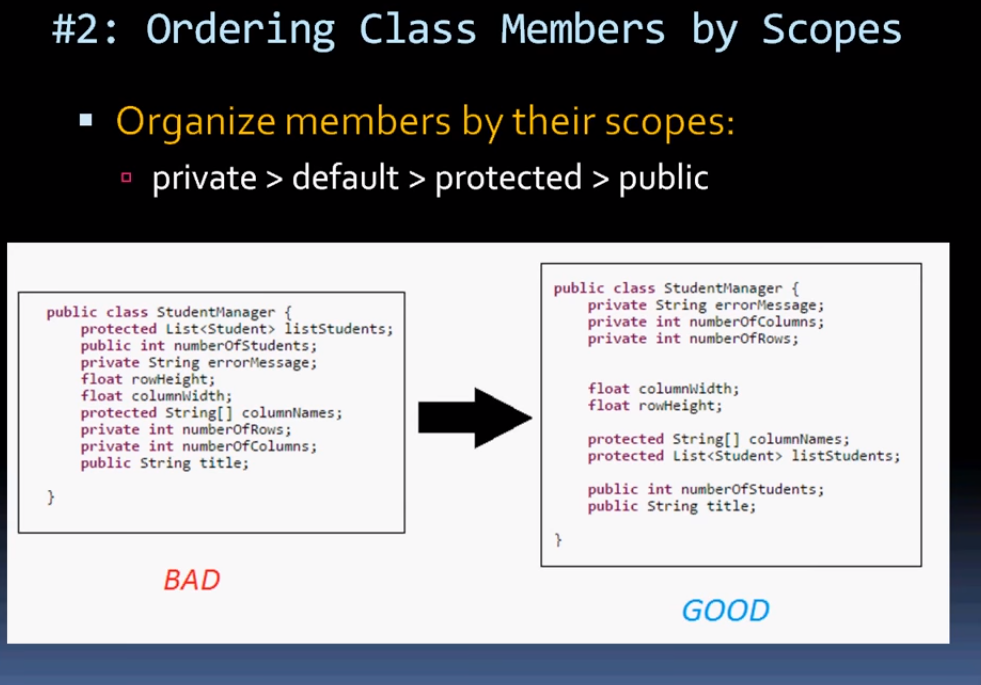 #2: Ordering Class Members by Scopes
Organize members by their scopes:
private > default > protected > public
public class StudentManager {
protected List<Student> listStudents;
public int numberOfStudents;
private String errorMessage;
float rowHeight;
float columnWidth;
protected String[] columnNames;
private int numberOfRows;
private int numberOfColumns;
public String title;
}
BAD
public class StudentManager {
private String errorMessage;
private int numberOfColumns;
private int numberOfRows;
float columnWidth;
float rowHeight;
protected String[] columnNames;
protected List<Student> listStudents;
public int numberOfStudents;
public String title;
}
GOOD